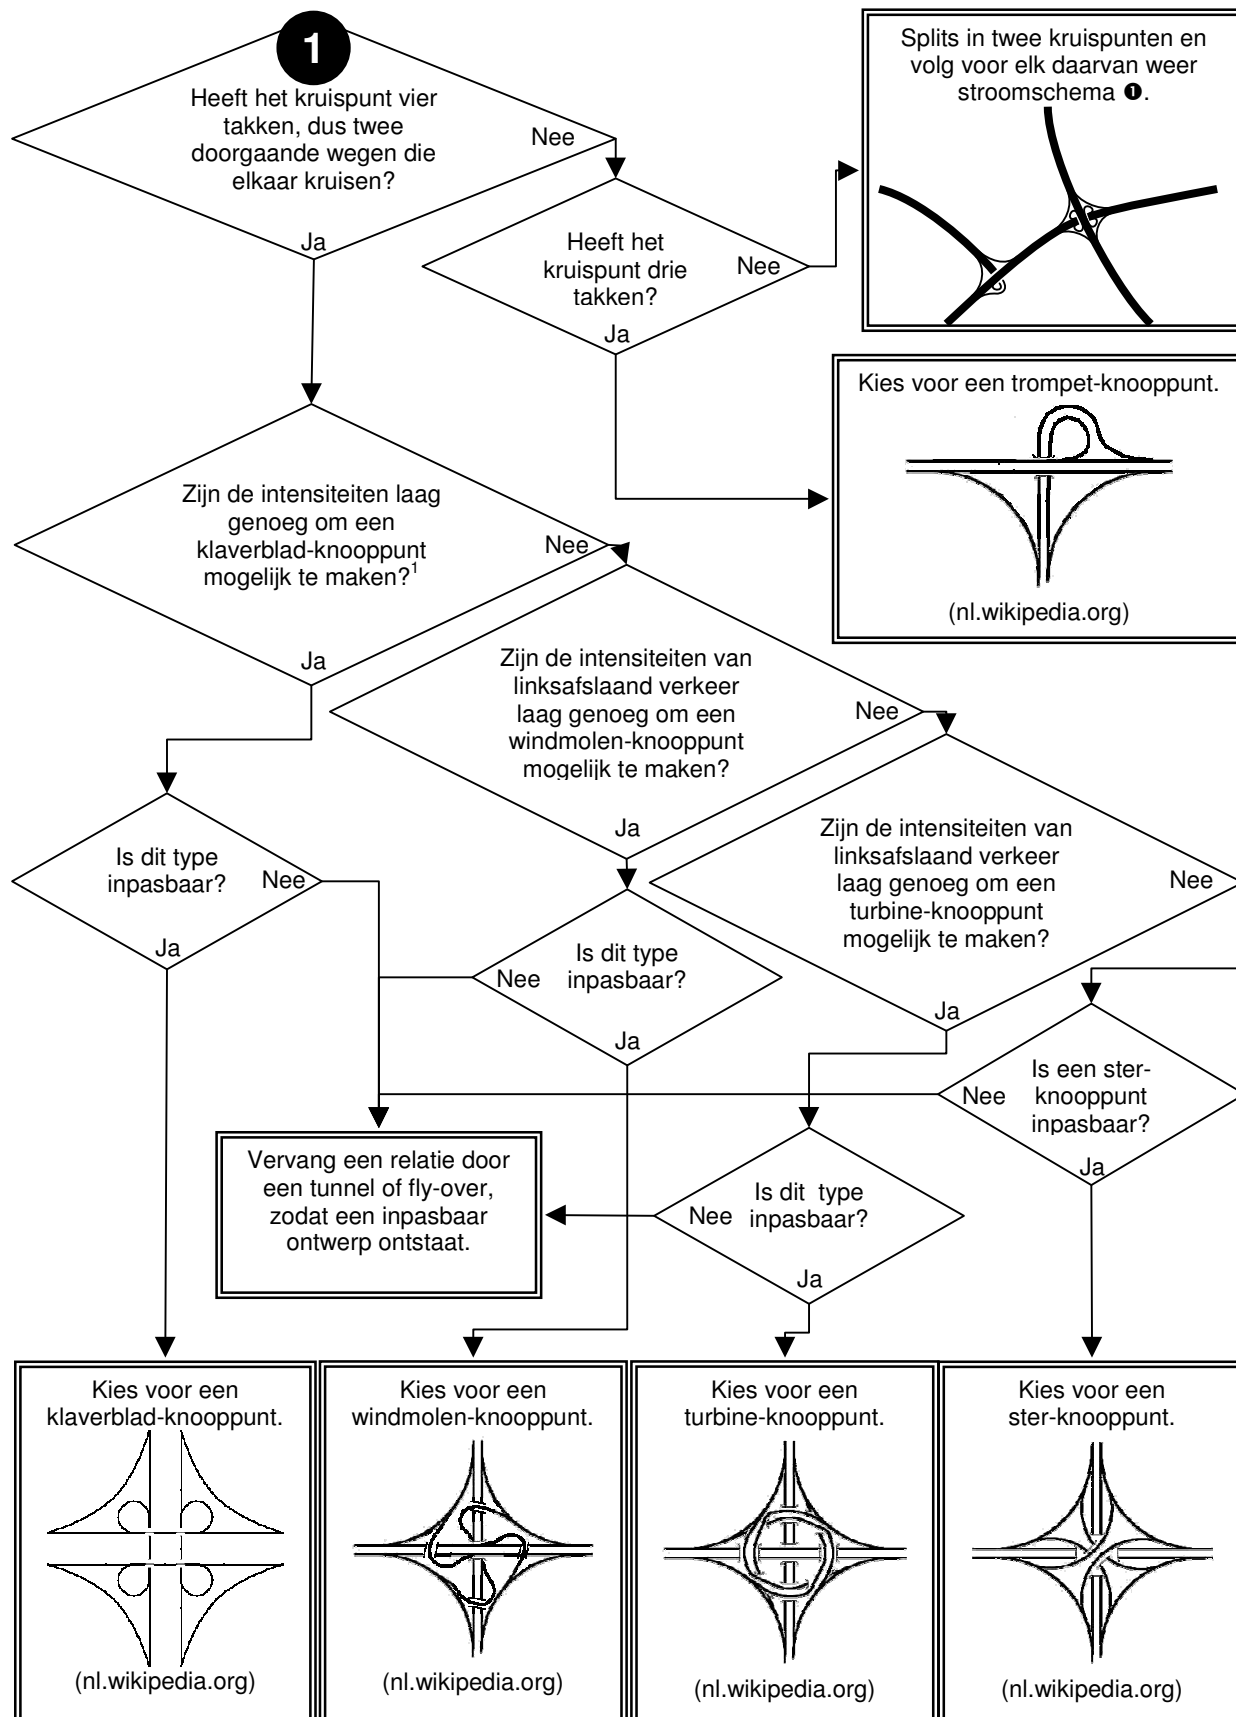 1
Heeft het kruispunt vier
takken, dus twee
doorgaande wegen die
elkaar kruisen?
Nee
Ja
Splits in twee kruispunten en
volg voor elk daarvan weer
stroomschema ❶.
Heeft het
kruispunt drie
takken?
Nee
Ja
Kies voor een trompet-knooppunt.
(nl.wikipedia.org)
Zijn de intensiteiten laag
genoeg om een
klaverblad-knooppunt
mogelijk te maken?¹
Nee
Ja
Zijn de intensiteiten van
linksafslaand verkeer
laag genoeg om een
windmolen-knooppunt
mogelijk te maken?
Nee
Ja
Zijn de intensiteiten van
linksafslaand verkeer
laag genoeg om een
turbine-knooppunt
mogelijk te maken?
Nee
Ja
Is dit type
inpasbaar?
Nee
Ja
Is dit type
inpasbaar?
Nee
Ja
Is een ster-
knooppunt
inpasbaar?
Nee
Ja
Vervang een relatie door
een tunnel of fly-over,
zodat een inpasbaar
ontwerp ontstaat.
Is dit type
inpasbaar?
Nee
Ja
Kies voor een
klaverblad-knooppunt.
(nl.wikipedia.org)
Kies voor een
windmolen-knooppunt.
(nl.wikipedia.org)
Kies voor een
turbine-knooppunt.
(nl.wikipedia.org)
Kies voor een
ster-knooppunt.
(nl.wikipedia.org)